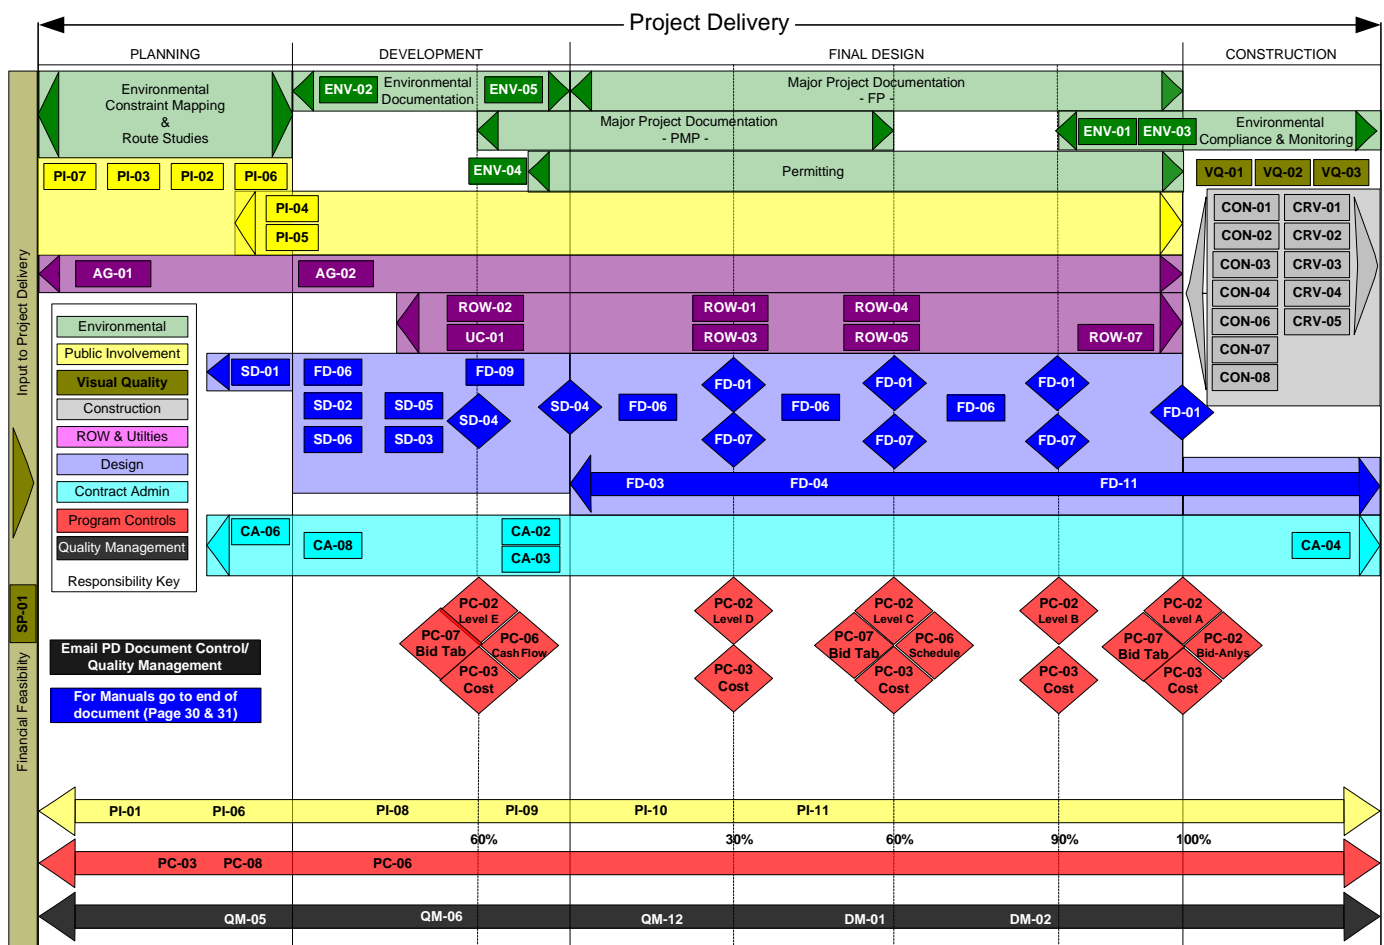 Project Delivery
PLANNING
DEVELOPMENT
FINAL DESIGN
CONSTRUCTION
Environmental
Constraint Mapping
&
Route Studies
ENV-02
Environmental
Documentation
ENV-05
Major Project Documentation
- FP -
Major Project Documentation
- PMP -
ENV-01
ENV-03
Environmental
Compliance & Monitoring
ENV-04
Permitting
PI-07
PI-03
PI-02
PI-06
VQ-01
VQ-02
VQ-03
PI-04
PI-05
CON-01
CRV-01
CON-02
CRV-02
CON-03
CRV-03
CON-04
CRV-04
CON-06
CRV-05
CON-07
CON-08
AG-01
AG-02
ROW-02
ROW-01
ROW-04
UC-01
ROW-03
ROW-05
ROW-07
Input to Project Delivery
Environmental
Public Involvement
Visual Quality
Construction
ROW & Utilties
Design
Contract Admin
Program Controls
Quality Management
Responsibility Key
SD-01
FD-06
FD-09
SD-02
SD-05
SD-04
SD-06
SD-03
SD-04
FD-06
FD-01
FD-07
FD-06
FD-01
FD-07
FD-06
FD-01
FD-07
FD-01
FD-03
FD-04
FD-11
CA-06
CA-08
CA-02
CA-03
CA-04
SP-01
Financial Feasibility
Email PD Document Control/
Quality Management
For Manuals go to end of
document (Page 30 & 31)
PC-02
Level E
PC-07
Bid Tab
PC-06
Cash Flow
PC-03
Cost
PC-02
Level D
PC-03
Cost
PC-02
Level C
PC-07
Bid Tab
PC-06
Schedule
PC-03
Cost
PC-02
Level B
PC-03
Cost
PC-02
Level A
PC-07
Bid Tab
PC-02
Bid-Anlys
PC-03
Cost
PI-01
PI-06
PI-08
PI-09
PI-10
PI-11
60%
30%
60%
90%
100%
PC-03
PC-08
PC-06
QM-05
QM-06
QM-12
DM-01
DM-02